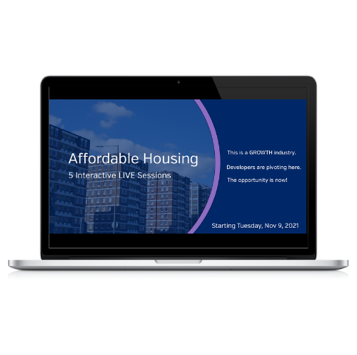 Affordable Housing
5 Interactive LIVE Sessions
This is a GROWTH industry.
Developers are pivoting here.
The opportunity is now!
Starting Tuesday, Nov 9, 2021